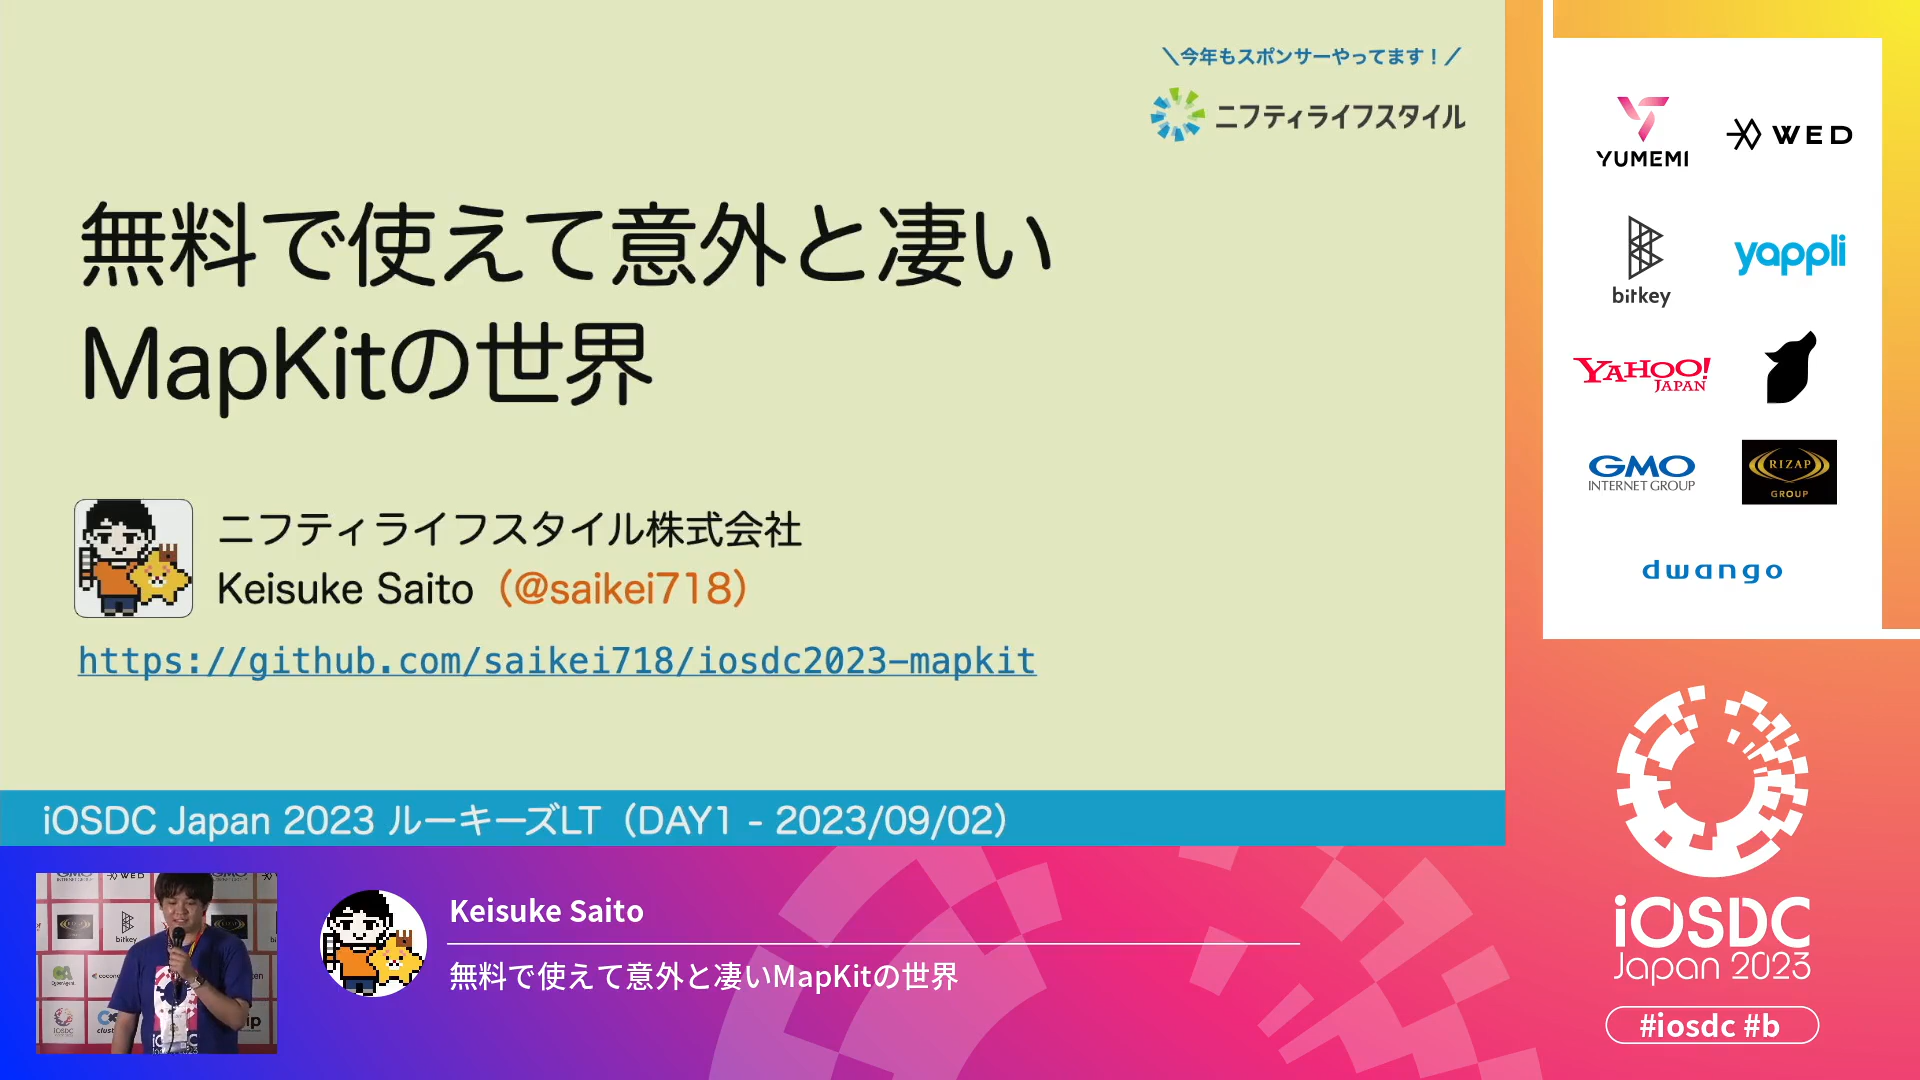 ＼今年もスポンサーやってます！／
ニフティライフスタイル
無料で使えて意外と凄い
MapKitの世界
ニフティライフスタイル株式会社
Keisuke Saito（@saikei718）
https://github.com/saikei718/iosdc2023-mapkit
iOSDC Japan 2023 ルーキーズLT（DAY1 - 2023/09/02）
YUMEMI
WED
bitkey
yappli
YAHOO!
JAPAN
GMO
INTERNET GROUP
RIZAP
GROUP
dwango
iOSDC
Japan 2023
#iosdc #b
Keisuke Saito
無料で使えて意外と凄いMapKitの世界
WED
bitkey